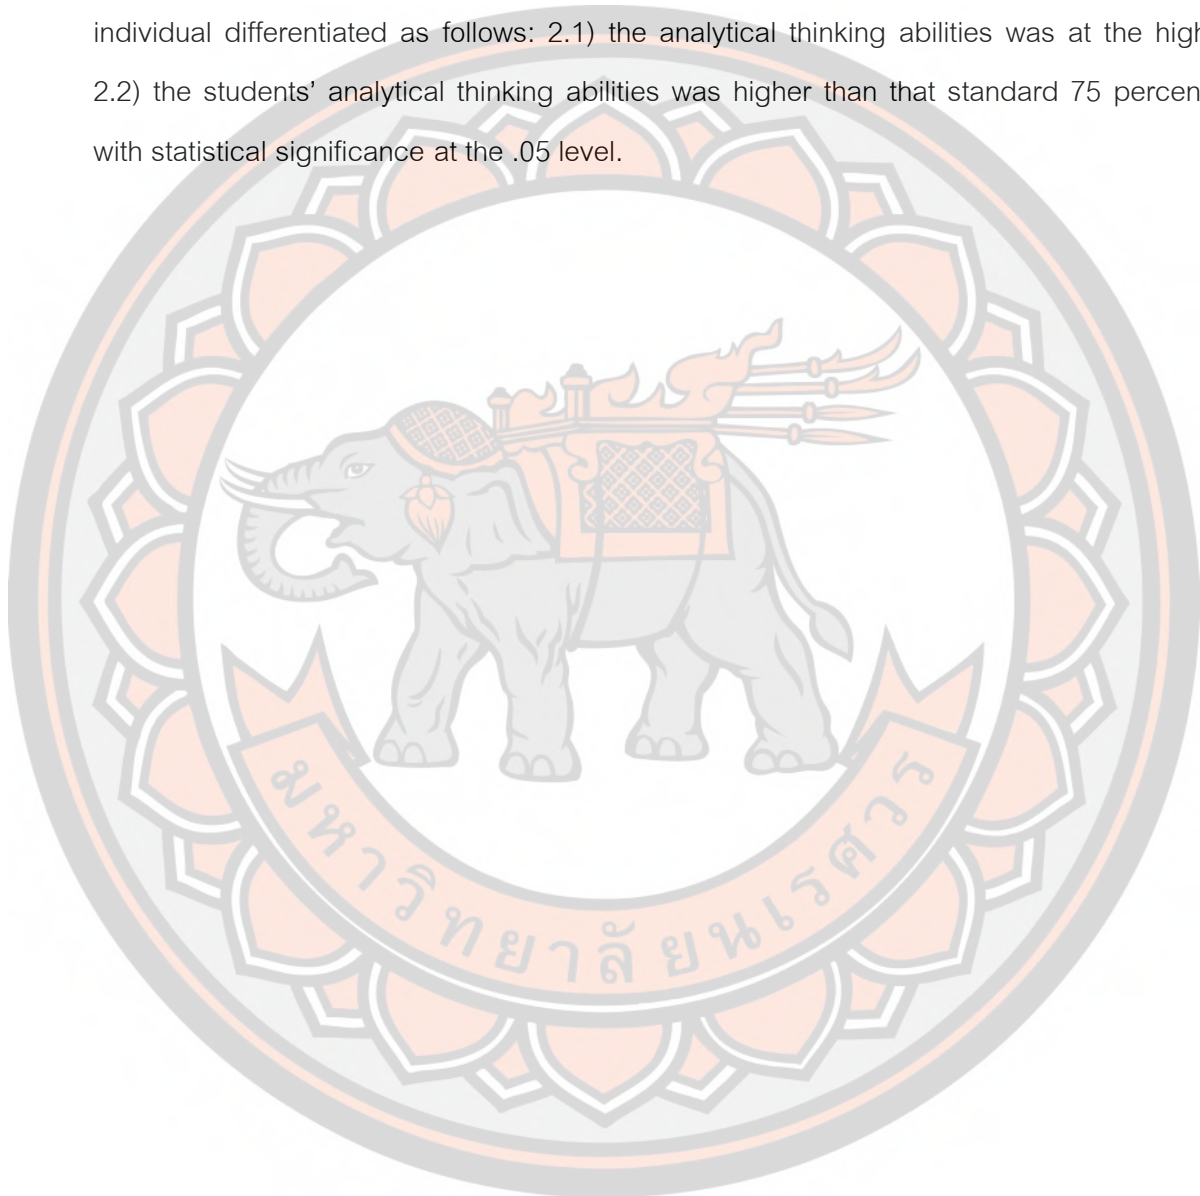 individual differentiated as follows: 2.1) the analytical thinking abilities was at the high
2.2) the students’ analytical thinking abilities was higher than that standard 75 percen
with statistical significance at the .05 level.
มหาวิทยาลัยนเรศวร